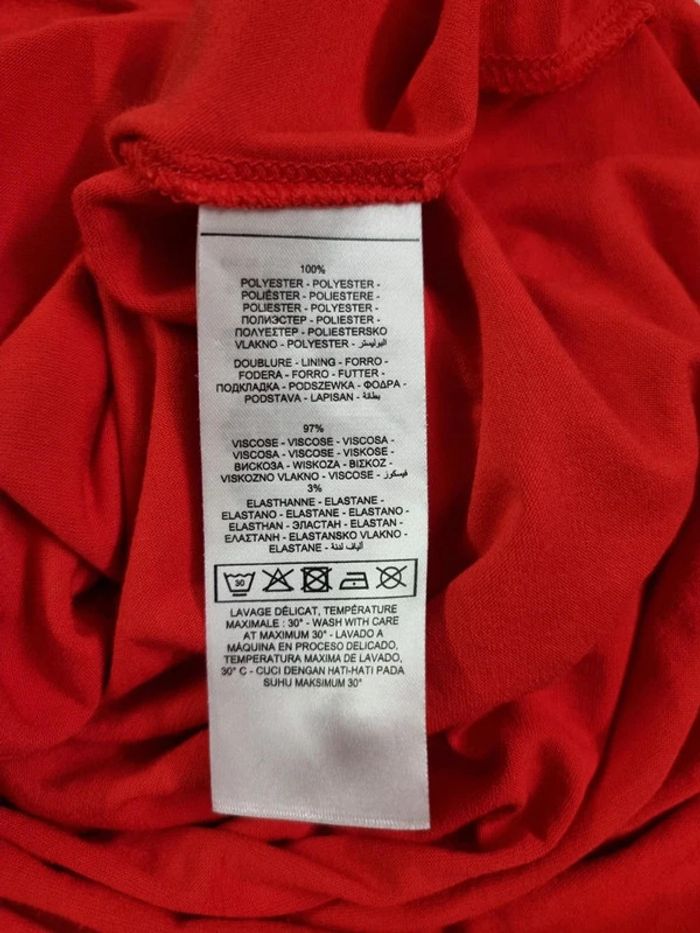 100%
POLYESTER - POLYESTER -
POLIÉSTER - POLIESTERE -
POLIESTER - POLYESTER -
ПОЛИЭСТЕР - POLIESTER -
ΠΟΛΥΕΣΤΕΡ - POLIESTERSKO
VLAKNO - POLYESTER - البوليستر
DOUBLURE - LINING - FORRO -
FODERA - FORRO - FUTTER -
ПОДКЛАДКА - PODSZEWKA - ΦΟΔΡΑ -
PODSTAVA - LAPISAN - بطانة
97%
VISCOSE - VISCOSE - VISCOSA -
VISCOSA - VISCOSE - VISKOSE -
ВИСКОЗА - WISKOZA - ΒΙΣΚΟΖ -
VISKOZNO VLAKNO - VISCOSE - فيسكوز
3%
ELASTHANNE - ELASTANE -
ELASTANO - ELASTANE - ELASTANO -
ELASTHAN - ЭЛАСТАН - ELASTAN -
ΕΛΑΣΤΑΝΗ - ELASTANSKO VLAKNO -
ELASTANE - ألياف لدنة
30
LAVAGE DÉLICAT, TEMPÉRATURE
MAXIMALE : 30° - WASH WITH CARE
AT MAXIMUM 30° - LAVADO A
MÁQUINA EN PROCESO DELICADO,
TEMPERATURA MAXIMA DE LAVADO,
30° C - CUCI DENGAN HATI-HATI PADA
SUHU MAKSIMUM 30°